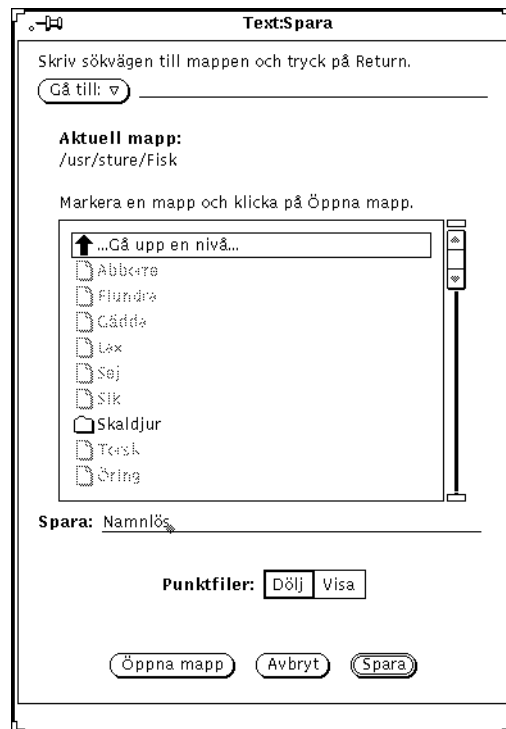 Text:Spara
Skriv sökvägen till mappen och tryck på Return.
Gå till:
Aktuell mapp:
/usr/sture/Fisk
Markera en mapp och klicka på Öppna mapp.
...Gå upp en nivå...
Abborre
Flundra
Gädda
Lax
Sej
Sik
Skaldjur
Torsk
Öring
Spara: Namnlös
Punktfiler: Dölj Visa
Öppna mapp Avbryt Spara